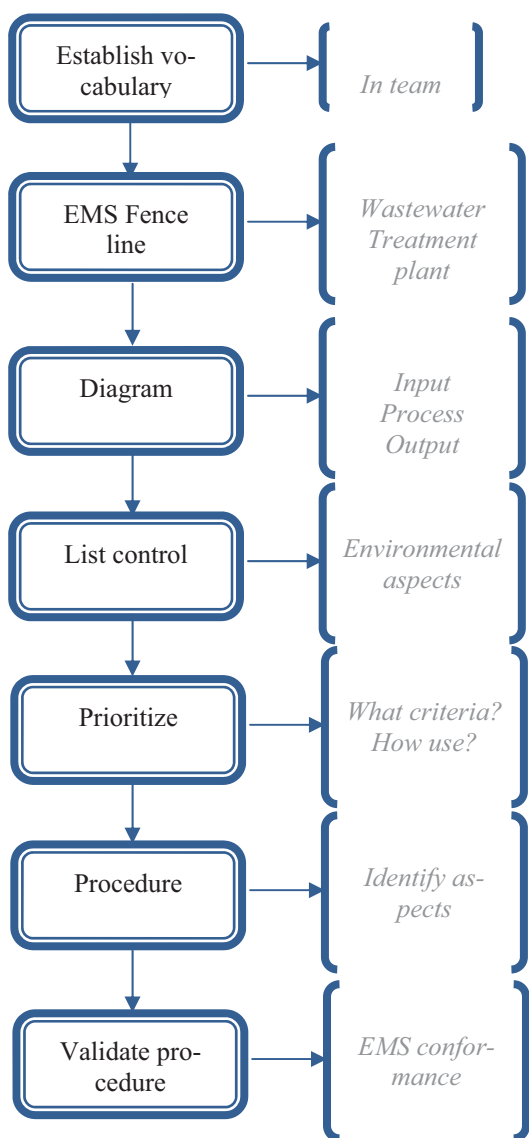 Establish vo-
cabulary
In team
EMS Fence
line
Wastewater
Treatment
plant
Diagram
Input
Process
Output
List control
Environmental
aspects
Prioritize
What criteria?
How use?
Procedure
Identify as-
pects
Validate pro-
cedure
EMS confor-
mance